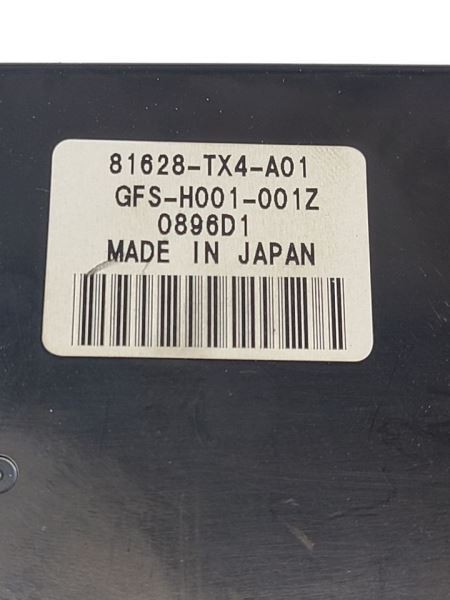 81628-TX4-A01
GFS-H001-001Z
0896D1
MADE IN JAPAN